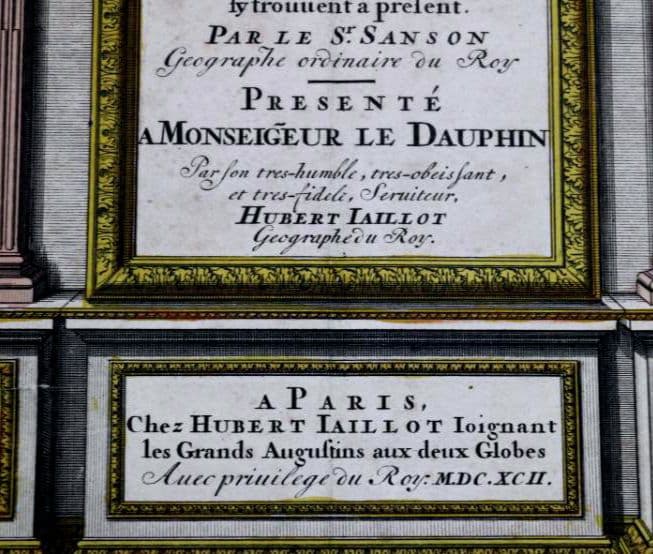 ſy trouuent a preſent.
PAR LE Sr. SANSON
Geographe ordinaire du Roy
PRESENTÉ
A MONSEIGẼUR LE DAUPHIN
Par ſon tres-humble, tres-obeiſſant,
et tres-fidele, Seruiteur,
HUBERT IAILLOT
Geographe du Roy.
A PARIS,
Chez HUBERT IAILLOT Ioignant
les Grands Auguſtins aux deux Globes
Auec priuilege du Roy: M.DC.XCII.